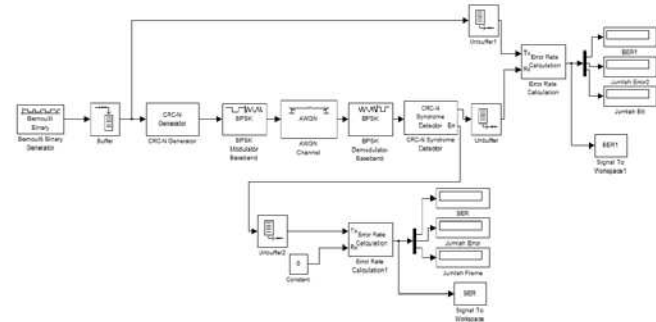 Unbuffer1
Tx
Rx
Error Rate
Calculation
Error Rate
Calculation
BER1
Jumlah Error2
Jumlah Bit
BER1
Signal To
Workspace1
Bernoulli
Binary
Bernoulli Binary
Generator
Buffer
CRC-N
Generator
CRC-N Generator
BPSK
BPSK
Modulator
Baseband
AWGN
AWGN
Channel
BPSK
BPSK
Demodulator
Baseband
CRC-N
Syndrome
Detector
Err
CRC-N Syndrome
Detector
Unbuffer
Unbuffer2
0
Constant
Tx
Rx
Error Rate
Calculation
Error Rate
Calculation1
BER
Jumlah Error
Jumlah Frame
BER
Signal To
Workspace